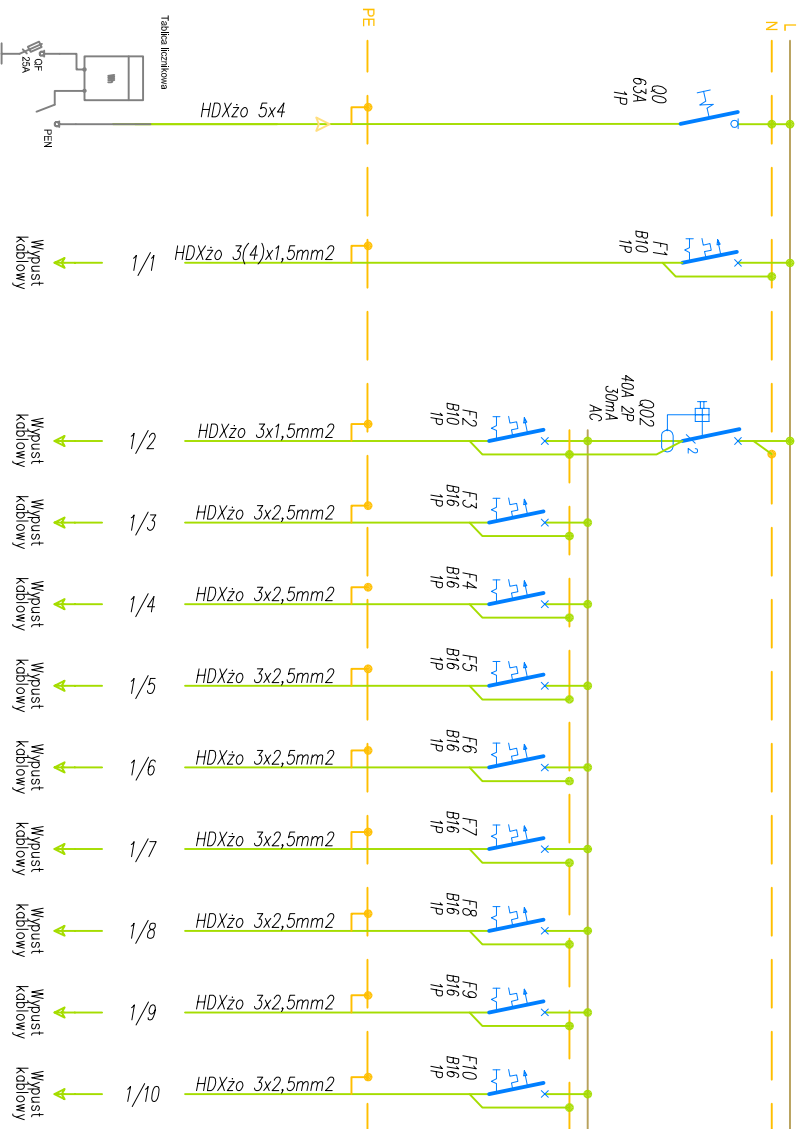 L
N
PE
Tablica licznikowa
QF
25A
PEN
HDXżo 5x4
Q0
63A
1P
Wypust
kablowy
1/1
HDXżo 3(4)x1,5mm2
F1
B10
1P
Q02
40A 2P
30mA
AC
2
Wypust
kablowy
1/2
HDXżo 3x1,5mm2
F2
B10
1P
Wypust
kablowy
1/3
HDXżo 3x2,5mm2
F3
B16
1P
Wypust
kablowy
1/4
HDXżo 3x2,5mm2
F4
B16
1P
Wypust
kablowy
1/5
HDXżo 3x2,5mm2
F5
B16
1P
Wypust
kablowy
1/6
HDXżo 3x2,5mm2
F6
B16
1P
Wypust
kablowy
1/7
HDXżo 3x2,5mm2
F7
B16
1P
Wypust
kablowy
1/8
HDXżo 3x2,5mm2
F8
B16
1P
Wypust
kablowy
1/9
HDXżo 3x2,5mm2
F9
B16
1P
Wypust
kablowy
1/10
HDXżo 3x2,5mm2
F10
B16
1P